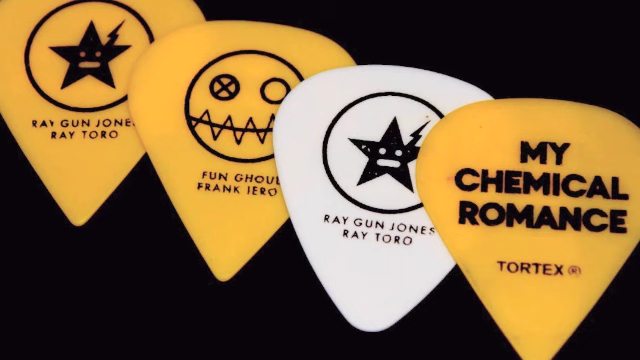 RAY GUN JONES
RAY TORO
FUN GHOUL
FRANK IERO
RAY GUN JONES
RAY TORO
MY
CHEMICAL
ROMANCE
TORTEX ®